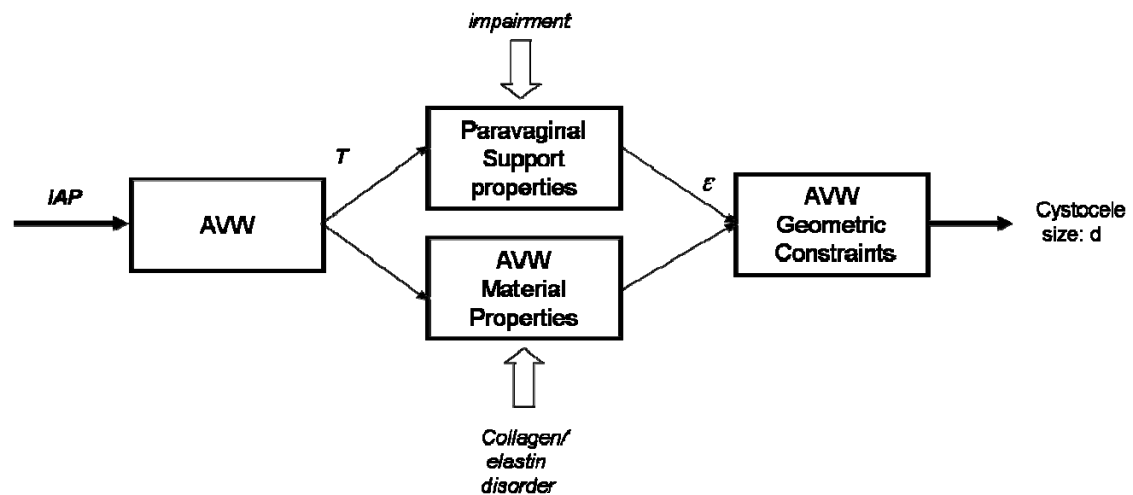 impairment
Paravaginal
Support
properties
T
IAP
AVW
ε
AVW
Geometric
Constraints
Cystocele
size: d
AVW
Material
Properties
Collagen/
elastin
disorder